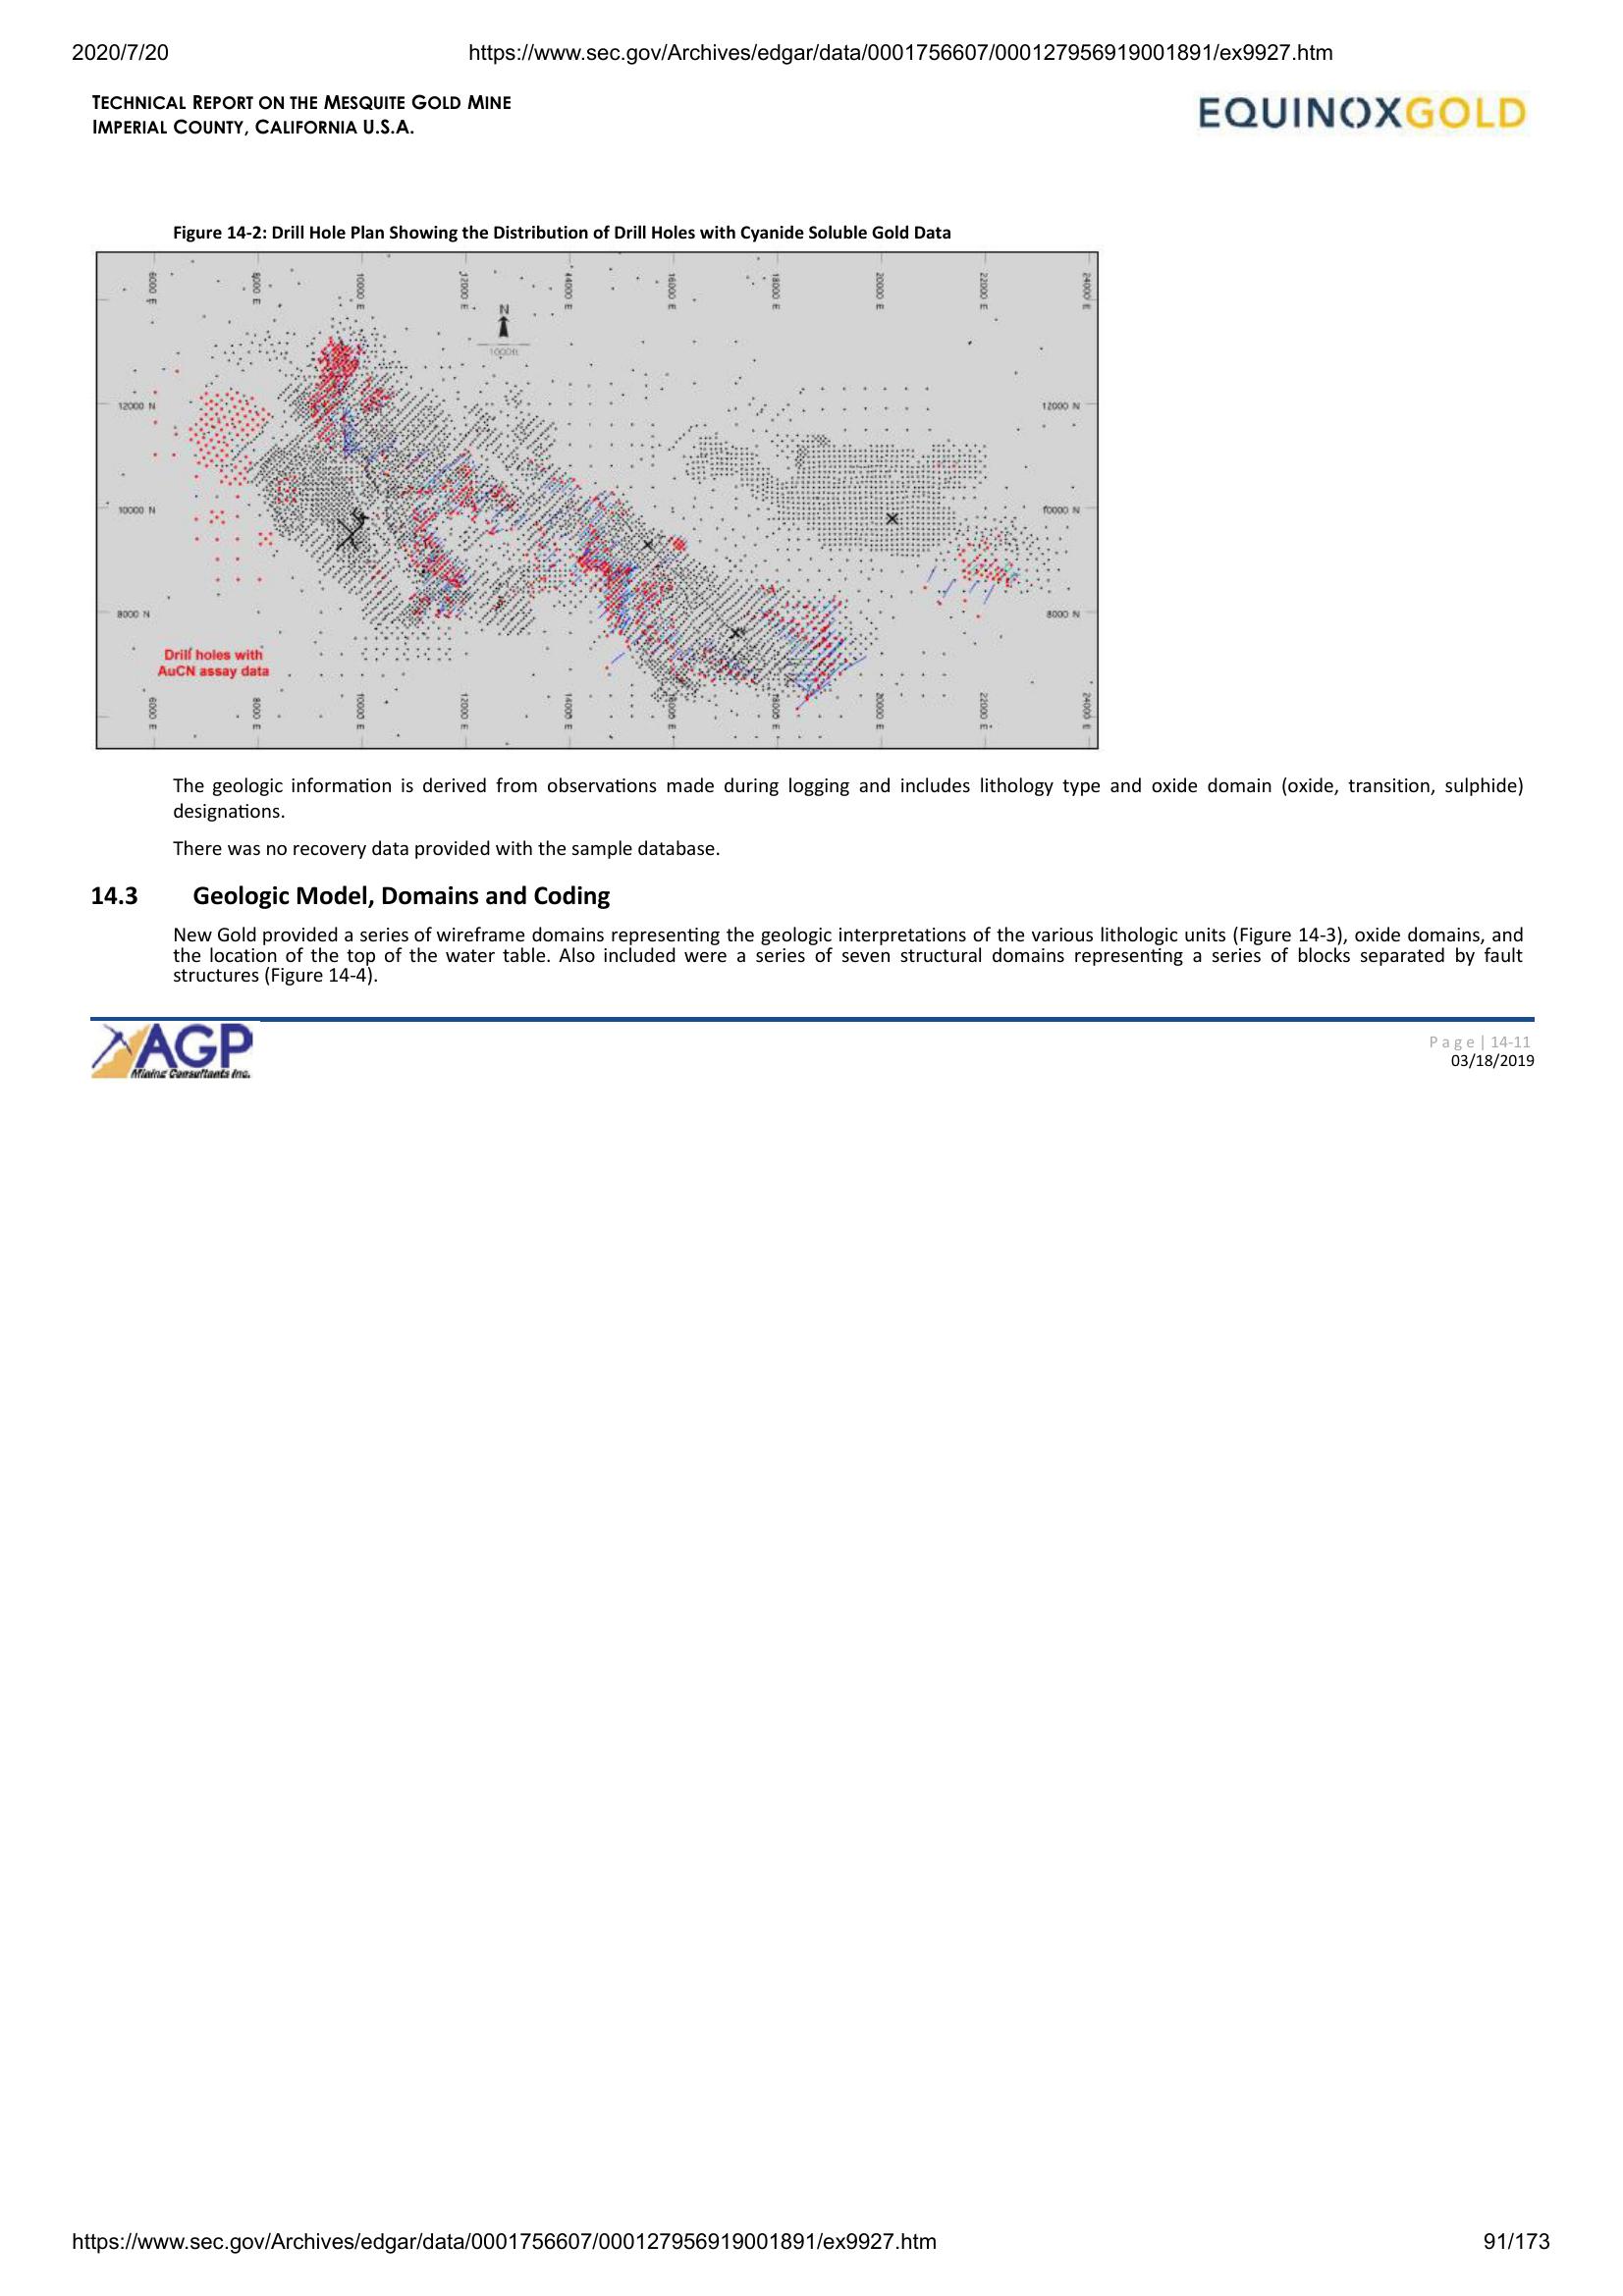 2020/7/20 https://www.sec.gov/Archives/edgar/data/0001756607/000127956919001891/ex9927.htm
TECHNICAL REPORT ON THE MESQUITE GOLD MINE
IMPERIAL COUNTY, CALIFORNIA U.S.A.
EQUINOXGOLD
Figure 14-2: Drill Hole Plan Showing the Distribution of Drill Holes with Cyanide Soluble Gold Data
6000 E 8000 E 10000 E 12000 E 14000 E 16000 E 18000 E 20000 E 22000 E 24000 E
N
1000ft
12000 N 12000 N
10000 N 10000 N
8000 N 8000 N
Drill holes with
AuCN assay data
6000 E 8000 E 10000 E 12000 E 14000 E 16000 E 18000 E 20000 E 22000 E 24000 E
The geologic information is derived from observations made during logging and includes lithology type and oxide domain (oxide, transition, sulphide)
designations.
There was no recovery data provided with the sample database.
14.3 Geologic Model, Domains and Coding
New Gold provided a series of wireframe domains representing the geologic interpretations of the various lithologic units (Figure 14-3), oxide domains, and
the location of the top of the water table. Also included were a series of seven structural domains representing a series of blocks separated by fault
structures (Figure 14-4).
AGP
Mining Consultants Inc.
Page | 14-11
03/18/2019
https://www.sec.gov/Archives/edgar/data/0001756607/000127956919001891/ex9927.htm 91/173